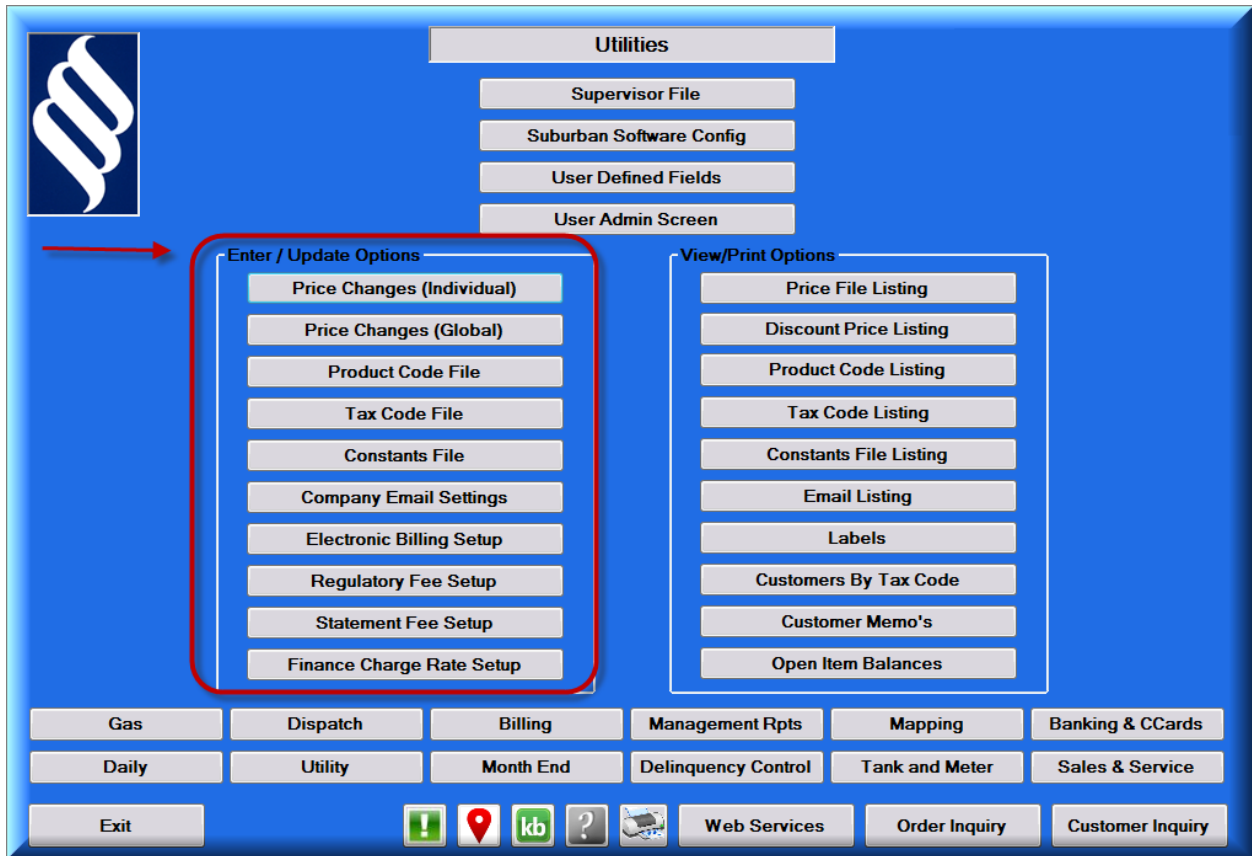 Utilities
Supervisor File
Suburban Software Config
User Defined Fields
User Admin Screen
Enter / Update Options
Price Changes (Individual)
Price Changes (Global)
Product Code File
Tax Code File
Constants File
Company Email Settings
Electronic Billing Setup
Regulatory Fee Setup
Statement Fee Setup
Finance Charge Rate Setup
View/Print Options
Price File Listing
Discount Price Listing
Product Code Listing
Tax Code Listing
Constants File Listing
Email Listing
Labels
Customers By Tax Code
Customer Memo's
Open Item Balances
Gas Dispatch Billing Management Rpts Mapping Banking & CCards
Daily Utility Month End Delinquency Control Tank and Meter Sales & Service
Exit ! kb ? Web Services Order Inquiry Customer Inquiry